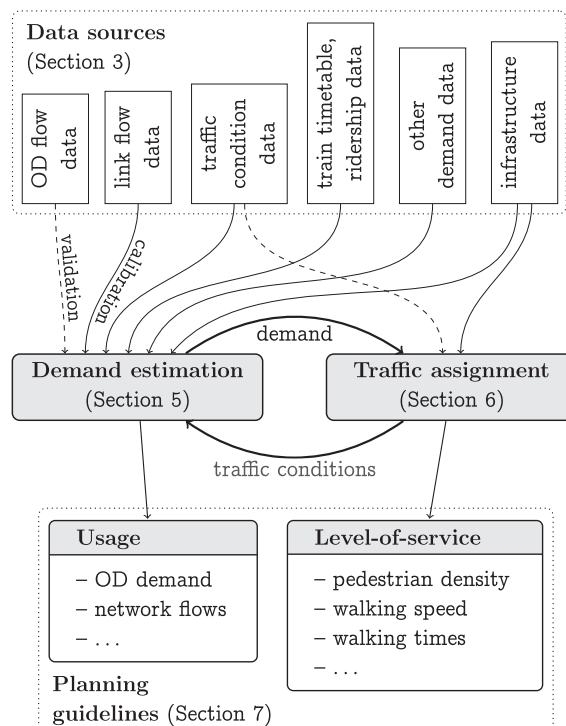 Data sources
(Section 3)
OD flow
data
link flow
data
traffic
condition
data
train timetable,
ridership data
other
demand data
infrastructure
data
validation
calibration
demand
Demand estimation
(Section 5)
Traffic assignment
(Section 6)
traffic conditions
Usage
– OD demand
– network flows
– ...
Level-of-service
– pedestrian density
– walking speed
– walking times
– ...
Planning
guidelines (Section 7)